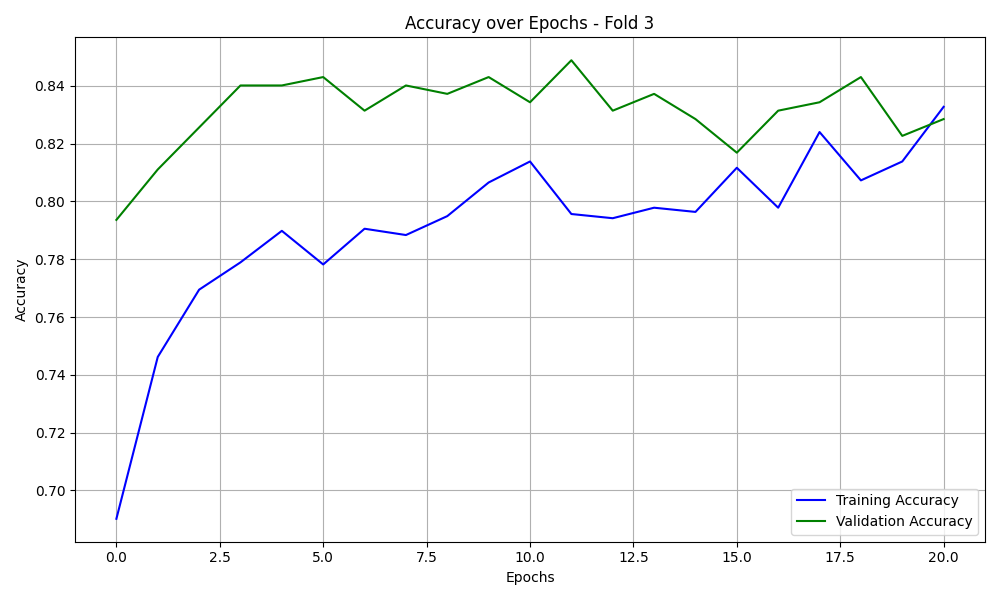 Accuracy over Epochs - Fold 3
Accuracy
0.84
0.82
0.80
0.78
0.76
0.74
0.72
0.70
0.0 2.5 5.0 7.5 10.0 12.5 15.0 17.5 20.0
Epochs
Training Accuracy
Validation Accuracy